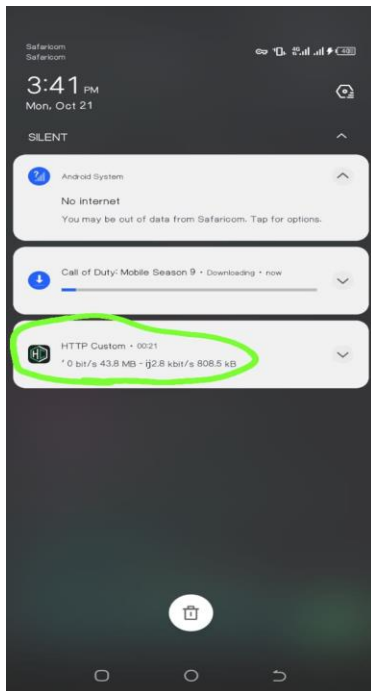 Safaricom
Safaricom
3:41 PM
Mon, Oct 21
SILENT
Android System
No internet
You may be out of data from Safaricom. Tap for options.
Call of Duty: Mobile Season 9 • Downloading • now
HTTP Custom • 00:21
0 bit/s 43.8 MB - 2.8 kbit/s 808.5 kB